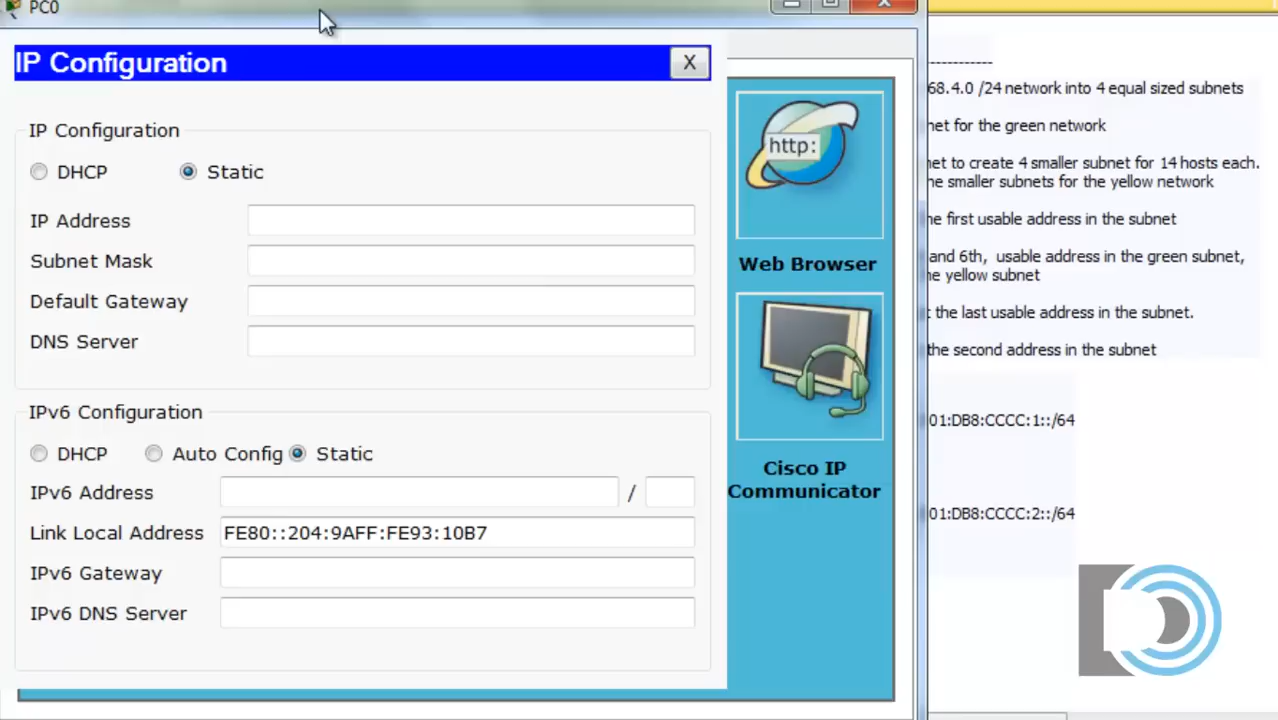 PC0
IP Configuration
X
IP Configuration
DHCP
Static
IP Address
Subnet Mask
Default Gateway
DNS Server
IPv6 Configuration
DHCP
Auto Config
Static
IPv6 Address
/
Link Local Address
FE80::204:9AFF:FE93:10B7
IPv6 Gateway
IPv6 DNS Server
http:
Web Browser
Cisco IP
Communicator
------------
68.4.0 /24 network into 4 equal sized subnets
net for the green network
net to create 4 smaller subnet for 14 hosts each.
he smaller subnets for the yellow network
he first usable address in the subnet
and 6th, usable address in the green subnet,
he yellow subnet
t the last usable address in the subnet.
the second address in the subnet
01:DB8:CCCC:1::/64
01:DB8:CCCC:2::/64